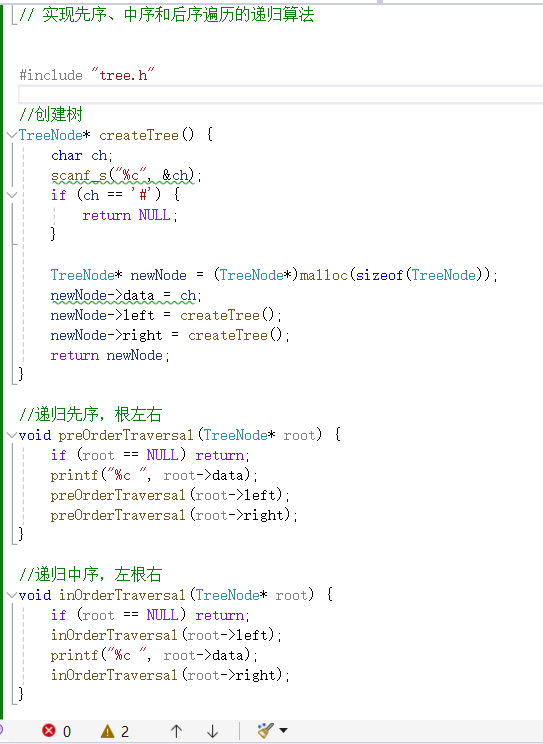 // 实现先序、中序和后序遍历的递归算法
#include "tree.h"
//创建树
TreeNode* createTree() {
    char ch;
    scanf_s("%c", &ch);
    if (ch == '#') {
        return NULL;
    }
    TreeNode* newNode = (TreeNode*)malloc(sizeof(TreeNode));
    newNode->data = ch;
    newNode->left = createTree();
    newNode->right = createTree();
    return newNode;
}
//递归先序，根左右
void preOrderTraversal(TreeNode* root) {
    if (root == NULL) return;
    printf("%c ", root->data);
    preOrderTraversal(root->left);
    preOrderTraversal(root->right);
}
//递归中序，左根右
void inOrderTraversal(TreeNode* root) {
    if (root == NULL) return;
    inOrderTraversal(root->left);
    printf("%c ", root->data);
    inOrderTraversal(root->right);
}
0 2